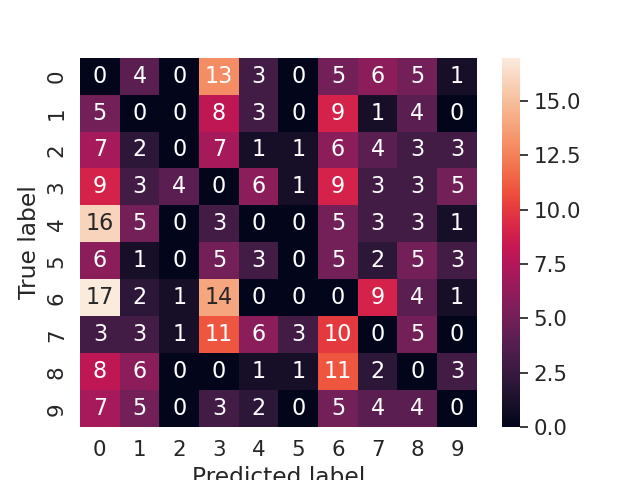 0 0 4 0 13 3 0 5 6 5 1
1 5 0 0 8 3 0 9 1 4 0
2 7 2 0 7 1 1 6 4 3 3
3 9 3 4 0 6 1 9 3 3 5
4 16 5 0 3 0 0 5 3 3 1
5 6 1 0 5 3 0 5 2 5 3
6 17 2 1 14 0 0 0 9 4 1
7 3 3 1 11 6 3 10 0 5 0
8 8 6 0 0 1 1 11 2 0 3
9 7 5 0 3 2 0 5 4 4 0
0 1 2 3 4 5 6 7 8 9
Predicted label
True label
15.0
12.5
10.0
7.5
5.0
2.5
0.0